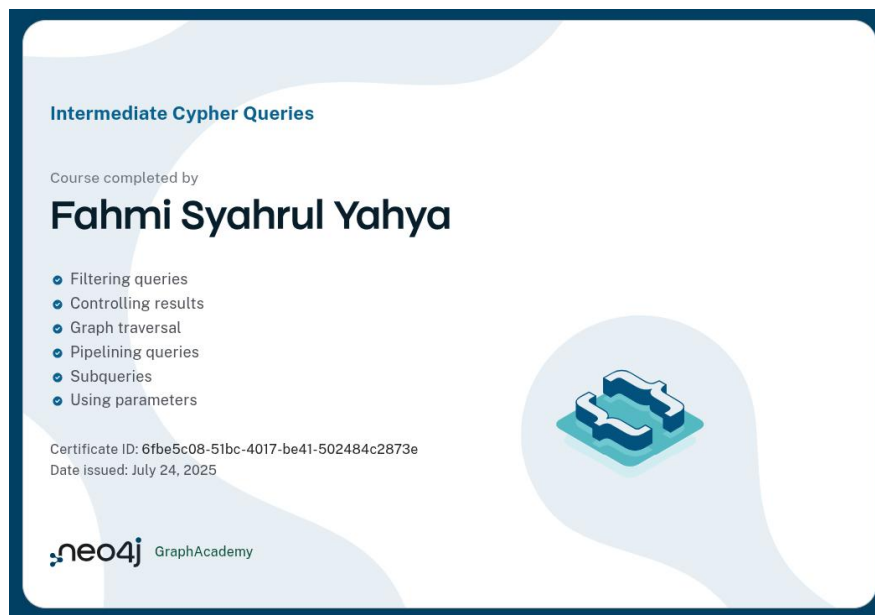 Intermediate Cypher Queries
Course completed by
Fahmi Syahrul Yahya
Filtering queries
Controlling results
Graph traversal
Pipelining queries
Subqueries
Using parameters
Certificate ID: 6fbe5c08-51bc-4017-be41-502484c2873e
Date issued: July 24, 2025
neo4j GraphAcademy